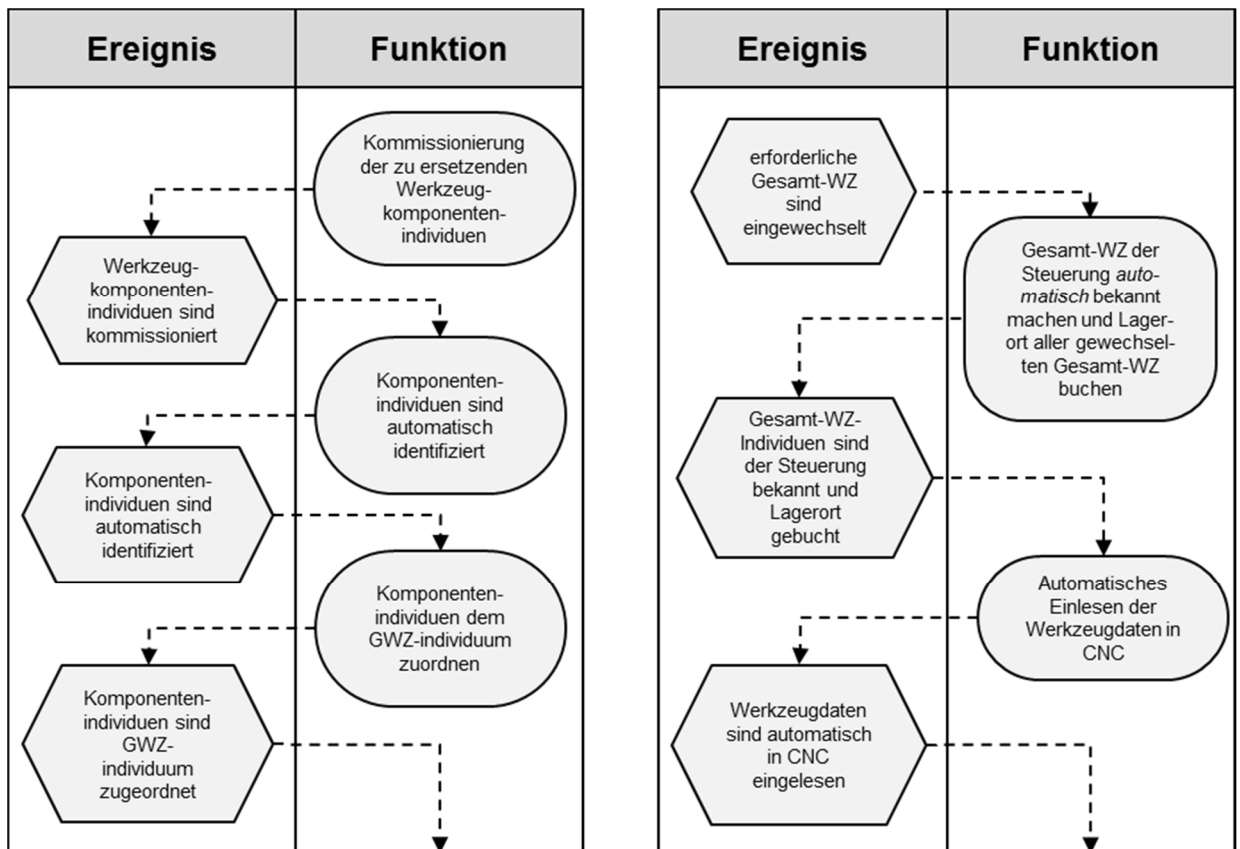 Ereignis
Funktion
Kommissionierung
der zu ersetzenden
Werkzeug-
komponenten-
individuen
Werkzeug-
komponenten-
individuen sind
kommissioniert
Komponenten-
individuen sind
automatisch
identifiziert
Komponenten-
individuen sind
automatisch
identifiziert
Komponenten-
individuen dem
GWZ-individuum
zuordnen
Komponenten-
individuen sind
GWZ-
individuum
zugeordnet
Ereignis
Funktion
erforderliche
Gesamt-WZ
sind
eingewechselt
Gesamt-WZ der
Steuerung auto-
matisch bekannt
machen und Lager-
ort aller gewechsel-
ten Gesamt-WZ
buchen
Gesamt-WZ-
Individuen sind
der Steuerung
bekannt und
Lagerort
gebucht
Automatisches
Einlesen der
Werkzeugdaten in
CNC
Werkzeugdaten
sind automatisch
in CNC
eingelesen